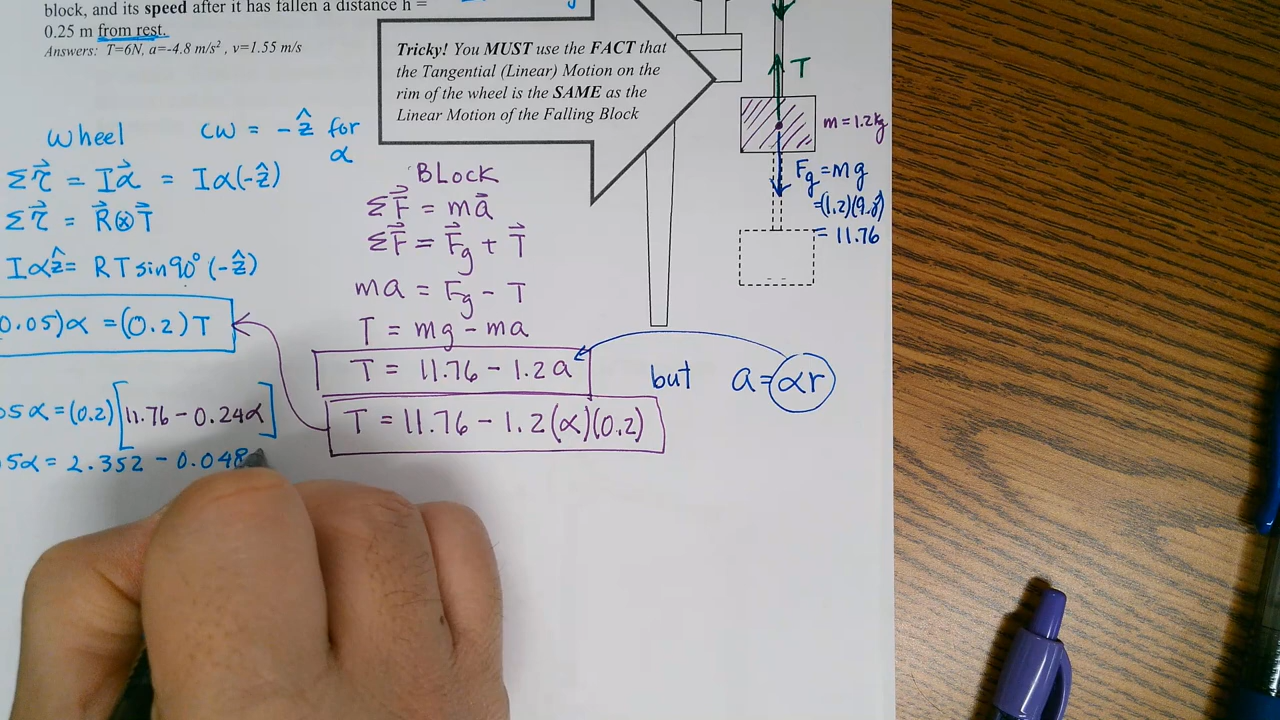 block, and its speed after it has fallen a distance h =
0.25 m from rest.
Answers: T=6N, a=-4.8 m/s² , v=1.55 m/s
Tricky! You MUST use the FACT that
the Tangential (Linear) Motion on the
rim of the wheel is the SAME as the
Linear Motion of the Falling Block
T
m = 1.2kg
Fg = mg
= (1.2)(9.8)
= 11.76
Wheel CW = -ẑ for
α
Στ⃗ = Iα⃗ = Iα(-ẑ)
Στ⃗ = R⃗⊗T⃗
Iαẑ = RT sin90° (-ẑ)
0.05)α = (0.2)T
05α = (0.2)[11.76 - 0.24α]
5α = 2.352 - 0.048
BLOCK
ΣF⃗ = ma⃗
ΣF⃗ = F⃗g + T⃗
ma = Fg - T
T = mg - ma
T = 11.76 - 1.2a
T = 11.76 - 1.2(α)(0.2)
but a = αr